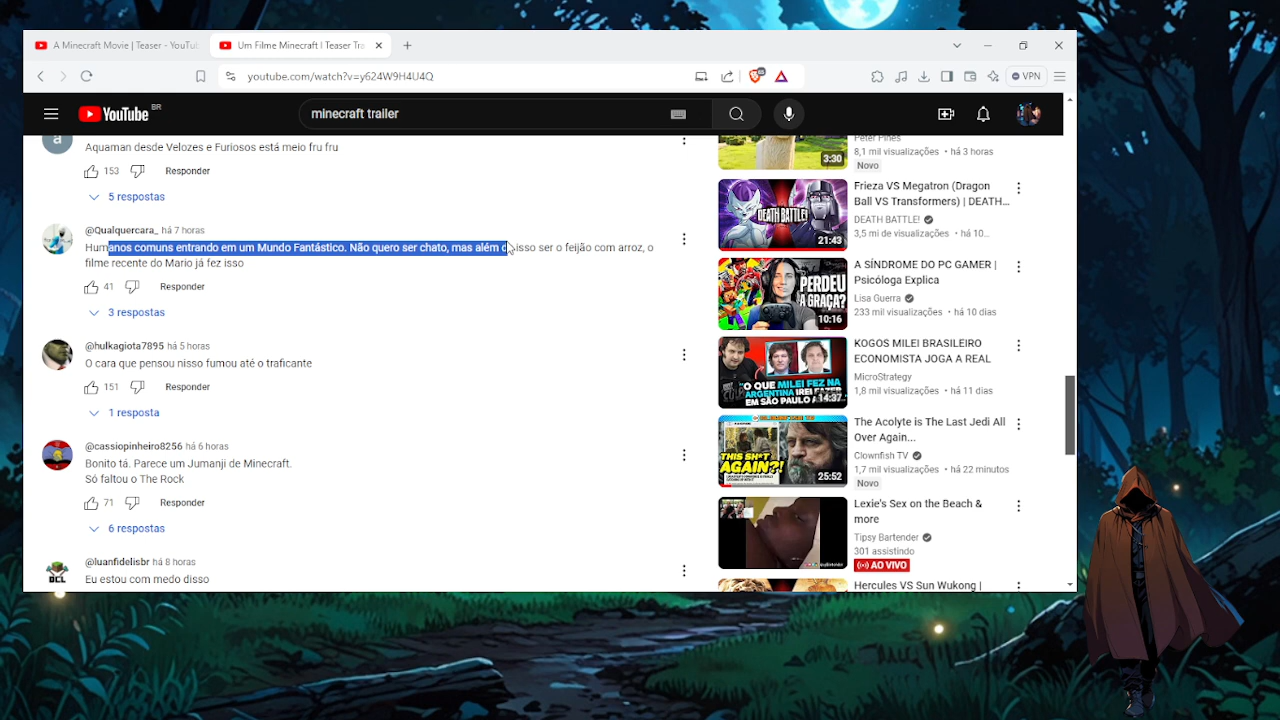 A Minecraft Movie | Teaser - YouTu
Um Filme Minecraft | Teaser Tra
youtube.com/watch?v=y624W9H4U4Q
VPN
YouTube BR
minecraft trailer
a
Aquaman desde Velozes e Furiosos está meio fru fru
153
Responder
5 respostas
@Qualquercara_ há 7 horas
Humanos comuns entrando em um Mundo Fantástico. Não quero ser chato, mas além disso ser o feijão com arroz, o
filme recente do Mario já fez isso
41
Responder
3 respostas
@hulkagiota7895 há 5 horas
O cara que pensou nisso fumou até o traficante
151
Responder
1 resposta
@cassiopinheiro8256 há 6 horas
Bonito tá. Parece um Jumanji de Minecraft.
Só faltou o The Rock
71
Responder
6 respostas
@luanfidelisbr há 8 horas
Eu estou com medo disso
3:30
Peter Pines
8,1 mil visualizações • há 3 horas
Novo
DEATH BATTLE!
21:43
Frieza VS Megatron (Dragon
Ball VS Transformers) | DEATH...
DEATH BATTLE!
3,5 mi de visualizações • há 10...
PERDEU
A GRAÇA?
10:16
A SÍNDROME DO PC GAMER |
Psicóloga Explica
Lisa Guerra
233 mil visualizações • há 10 dias
"O QUE MILEI FEZ NA
ARGENTINA IREI FAZER
EM SÃO PAULO
14:37
KOGOS MILEI BRASILEIRO
ECONOMISTA JOGA A REAL
MicroStrategy
1,8 mil visualizações • há 11 dias
THIS SH*T
AGAIN?!
25:52
The Acolyte is The Last Jedi All
Over Again...
Clownfish TV
1,7 mil visualizações • há 22 minutos
Novo
Lexie's Sex on the Beach &
more
Tipsy Bartender
301 assistindo
AO VIVO
Hercules VS Sun Wukong |